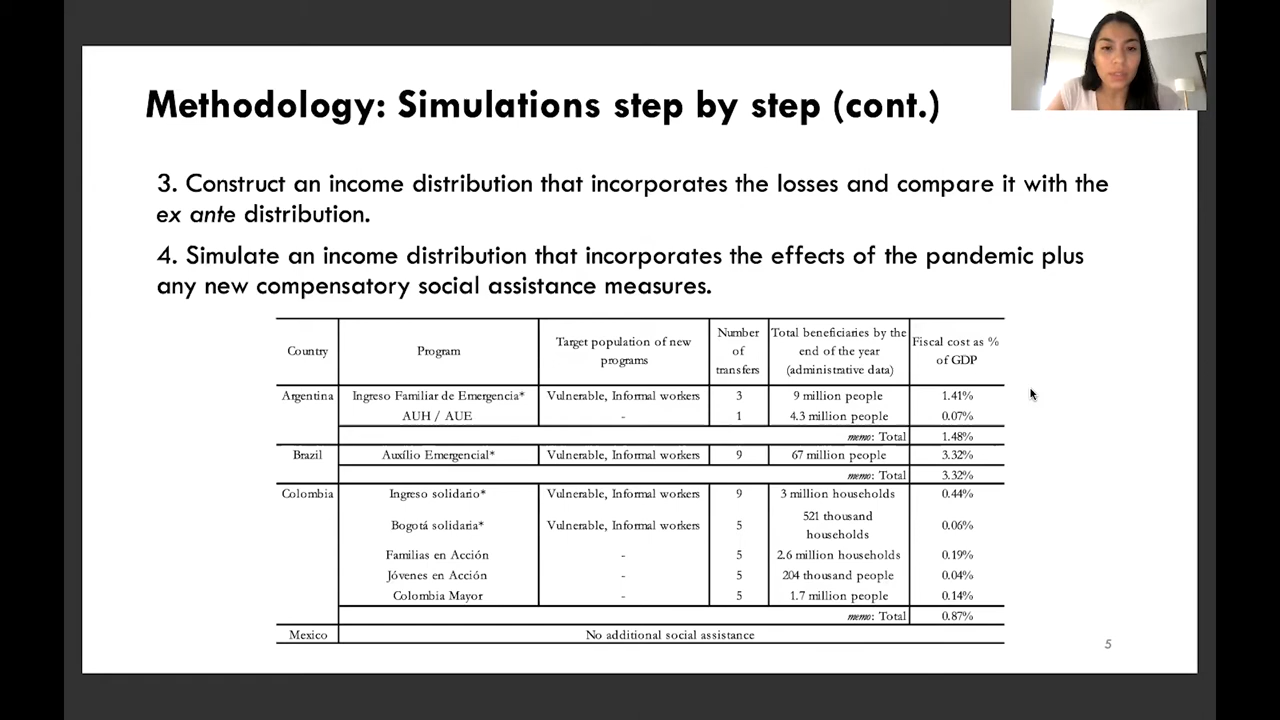 Methodology: Simulations step by step (cont.)
3. Construct an income distribution that incorporates the losses and compare it with the
ex ante distribution.
4. Simulate an income distribution that incorporates the effects of the pandemic plus
any new compensatory social assistance measures.
Country Program Target population of new programs Number of transfers Total beneficiaries by the end of the year (administrative data) Fiscal cost as % of GDP
Argentina Ingreso Familiar de Emergencia* Vulnerable, Informal workers 3 9 million people 1.41%
AUH / AUE - 1 4.3 million people 0.07%
memo: Total 1.48%
Brazil Auxílio Emergencial* Vulnerable, Informal workers 9 67 million people 3.32%
memo: Total 3.32%
Colombia Ingreso solidario* Vulnerable, Informal workers 9 3 million households 0.44%
Bogotá solidaria* Vulnerable, Informal workers 5 521 thousand households 0.06%
Familias en Acción - 5 2.6 million households 0.19%
Jóvenes en Acción - 5 204 thousand people 0.04%
Colombia Mayor - 5 1.7 million people 0.14%
memo: Total 0.87%
Mexico No additional social assistance
5